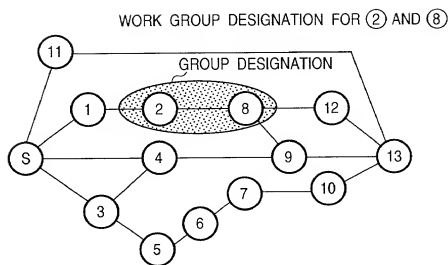 WORK GROUP DESIGNATION FOR 2 AND 8
11
GROUP DESIGNATION
1 2 8 12
S 4 9 13
3 7 10
6
5